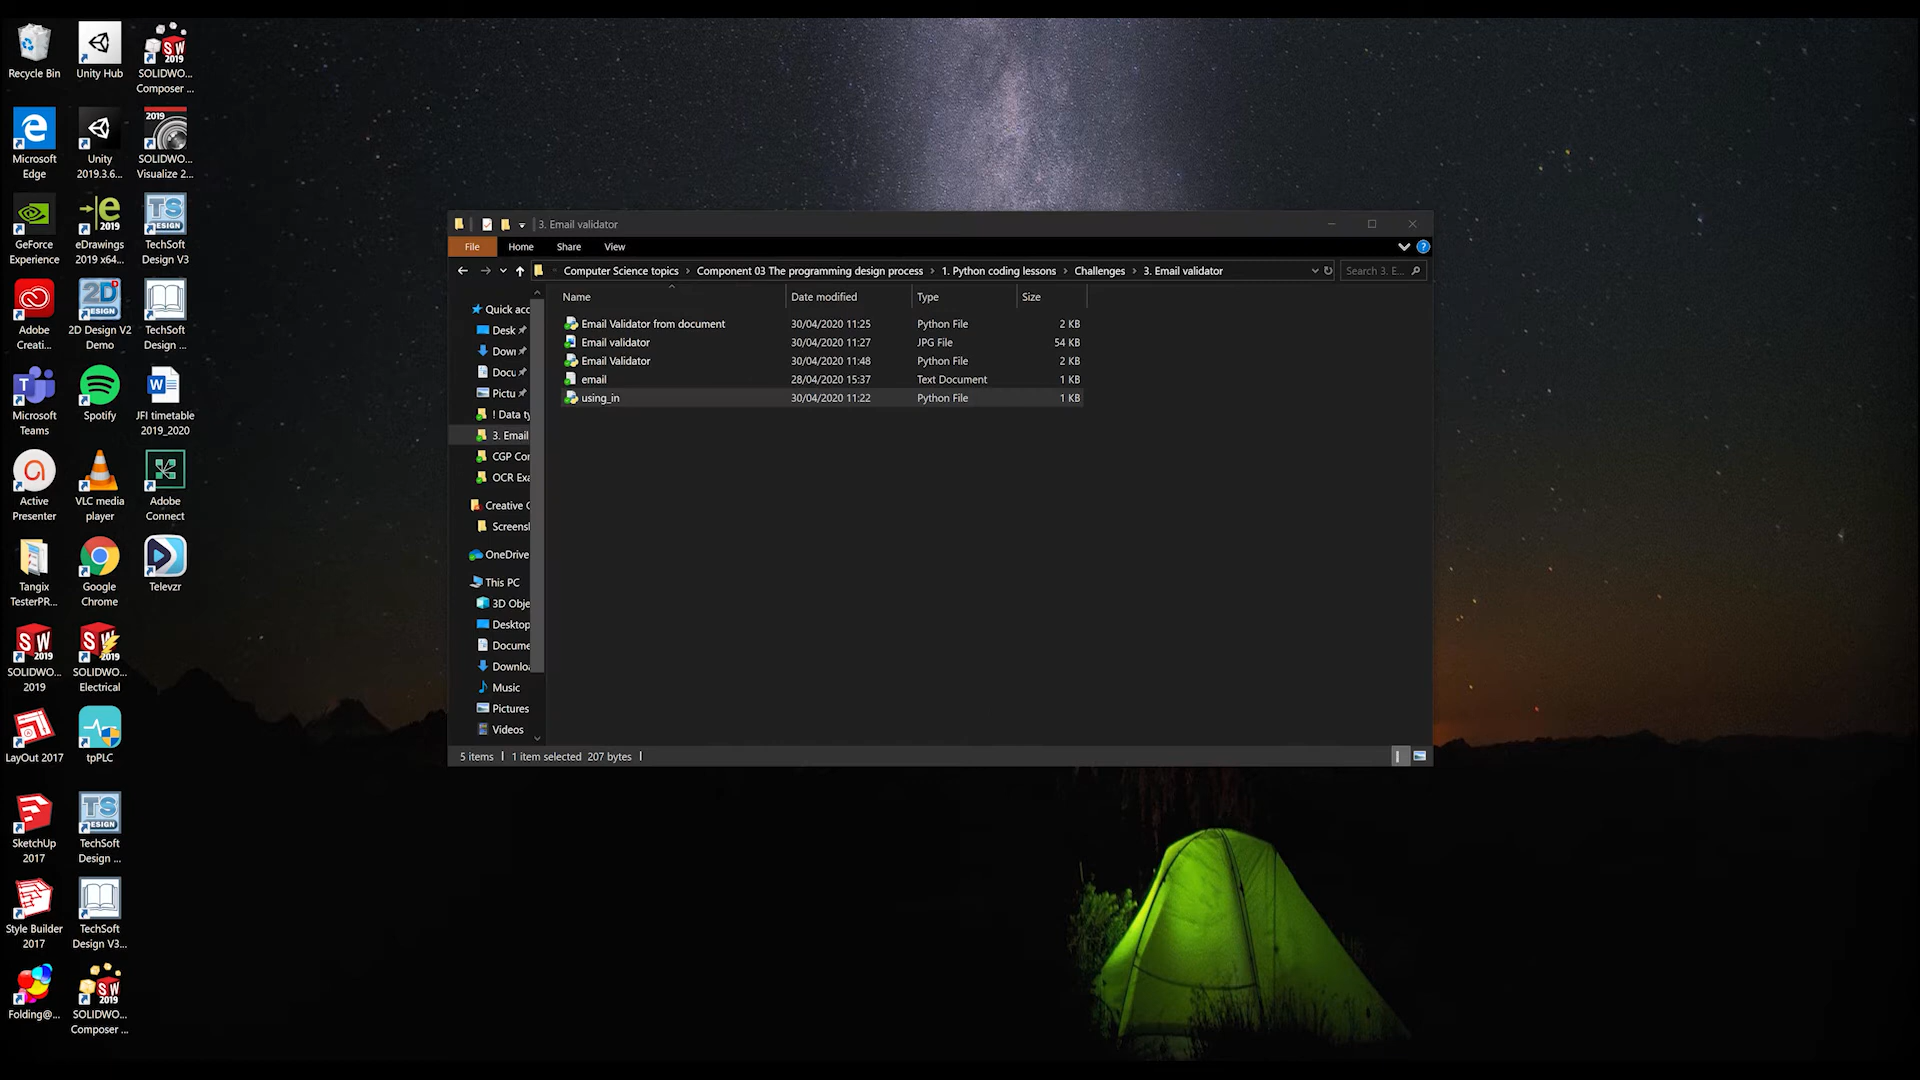 Recycle Bin
Unity Hub
SOLIDWO...
Composer ...
Microsoft
Edge
Unity
2019.3.6...
SOLIDWO...
Visualize 2...
GeForce
Experience
eDrawings
2019 x64...
TechSoft
Design V3
Adobe
Creati...
2D Design V2
Demo
TechSoft
Design ...
Microsoft
Teams
Spotify
JFI timetable
2019_2020
Active
Presenter
VLC media
player
Adobe
Connect
Tangix
TesterPR...
Google
Chrome
Televzr
SOLIDWO...
2019
SOLIDWO...
Electrical
LayOut 2017
tpPLC
SketchUp
2017
TechSoft
Design ...
Style Builder
2017
TechSoft
Design V3...
Folding@...
SOLIDWO...
Composer ...
3. Email validator
File Home Share View
Computer Science topics › Component 03 The programming design process › 1. Python coding lessons › Challenges › 3. Email validator
Search 3. E...
Name Date modified Type Size
Email Validator from document 30/04/2020 11:25 Python File 2 KB
Email validator 30/04/2020 11:27 JPG File 54 KB
Email Validator 30/04/2020 11:48 Python File 2 KB
email 28/04/2020 15:37 Text Document 1 KB
using_in 30/04/2020 11:22 Python File 1 KB
Quick acc
Desk
Down
Docu
Pictu
! Data ty
3. Email
CGP Con
OCR Exa
Creative C
Screensh
OneDrive
This PC
3D Obje
Desktop
Docume
Downloa
Music
Pictures
Videos
5 items 1 item selected 207 bytes